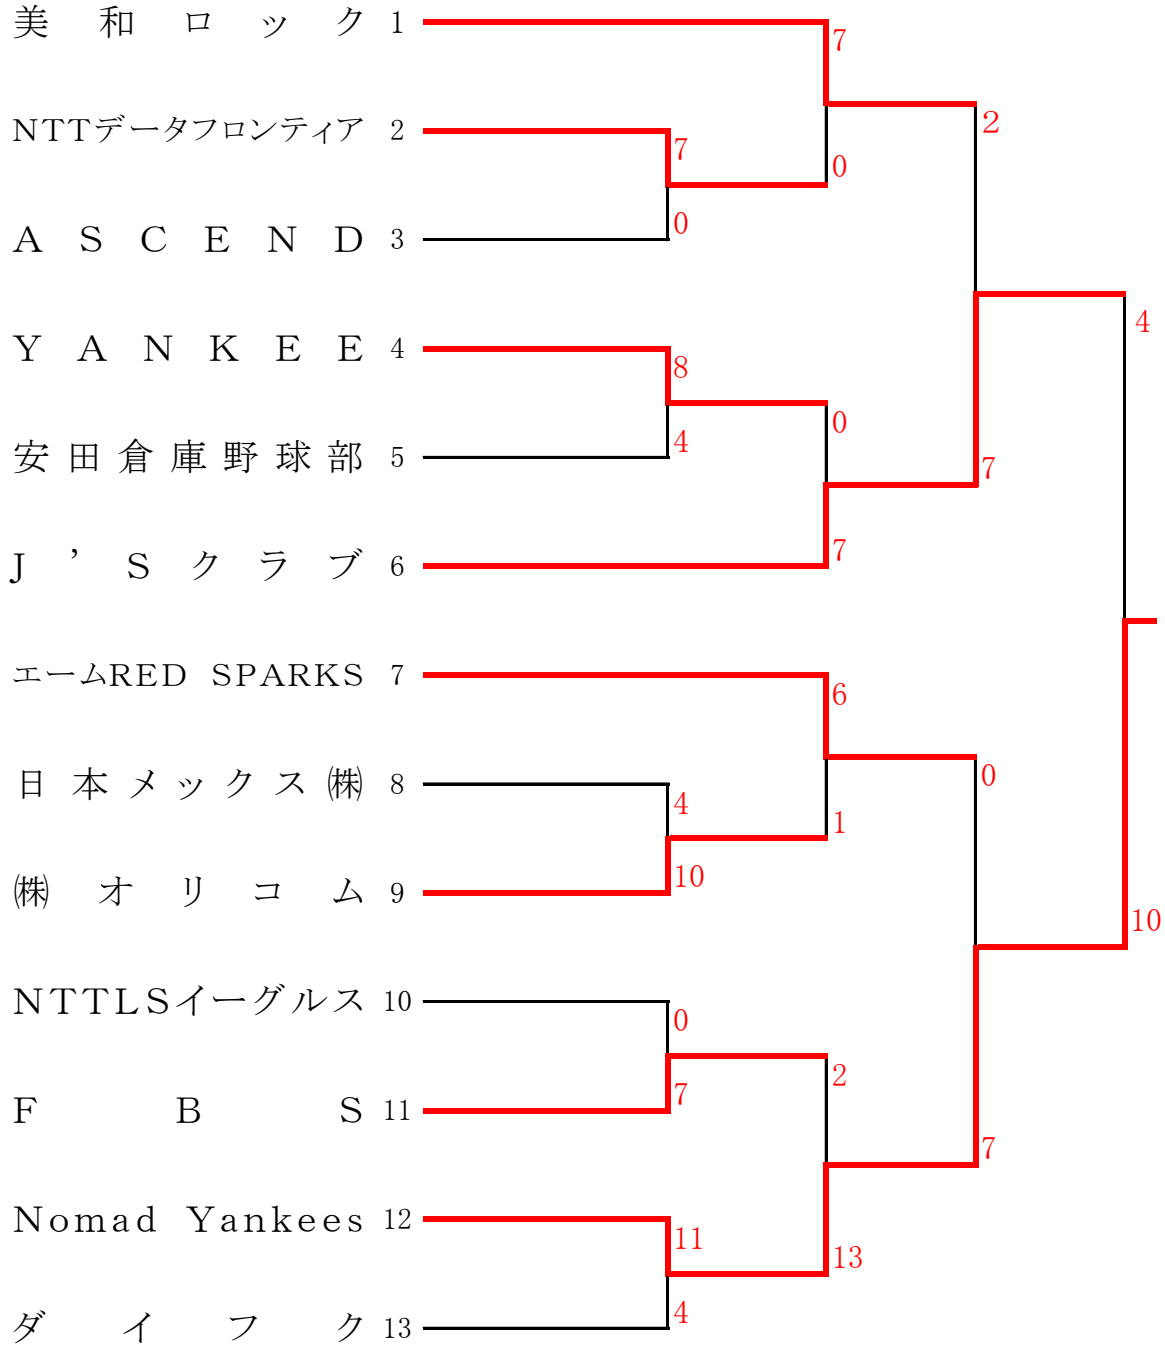 美和ロック 1
7
2
NTTデータフロンティア 2
7
0
0
ASCEND 3
4
YANKEE 4
8
0
4
安田倉庫野球部 5
7
7
J’Sクラブ 6
エームRED SPARKS 7
6
0
日本メックス㈱ 8
4
1
10
㈱オリコム 9
10
NTTLSイーグルス 10
0
2
7
FBS 11
7
Nomad Yankees 12
11
13
4
ダイフク 13